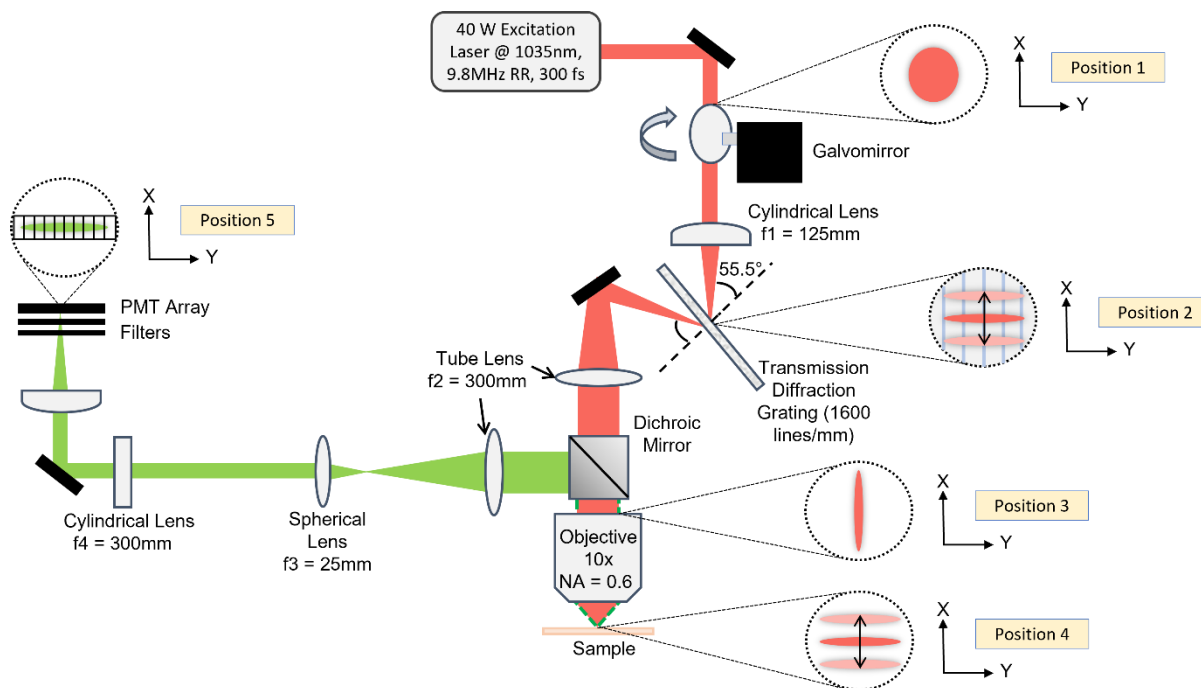 40 W Excitation
Laser @ 1035nm,
9.8MHz RR, 300 fs
X
Y
Position 1
Galvomirror
Cylindrical Lens
f1 = 125mm
55.5°
X
Y
Position 5
PMT Array
Filters
X
Y
Position 2
Tube Lens
f2 = 300mm
Transmission
Diffraction
Grating (1600
lines/mm)
Dichroic
Mirror
Cylindrical Lens
f4 = 300mm
Spherical
Lens
f3 = 25mm
Objective
10x
NA = 0.6
X
Y
Position 3
Sample
X
Y
Position 4